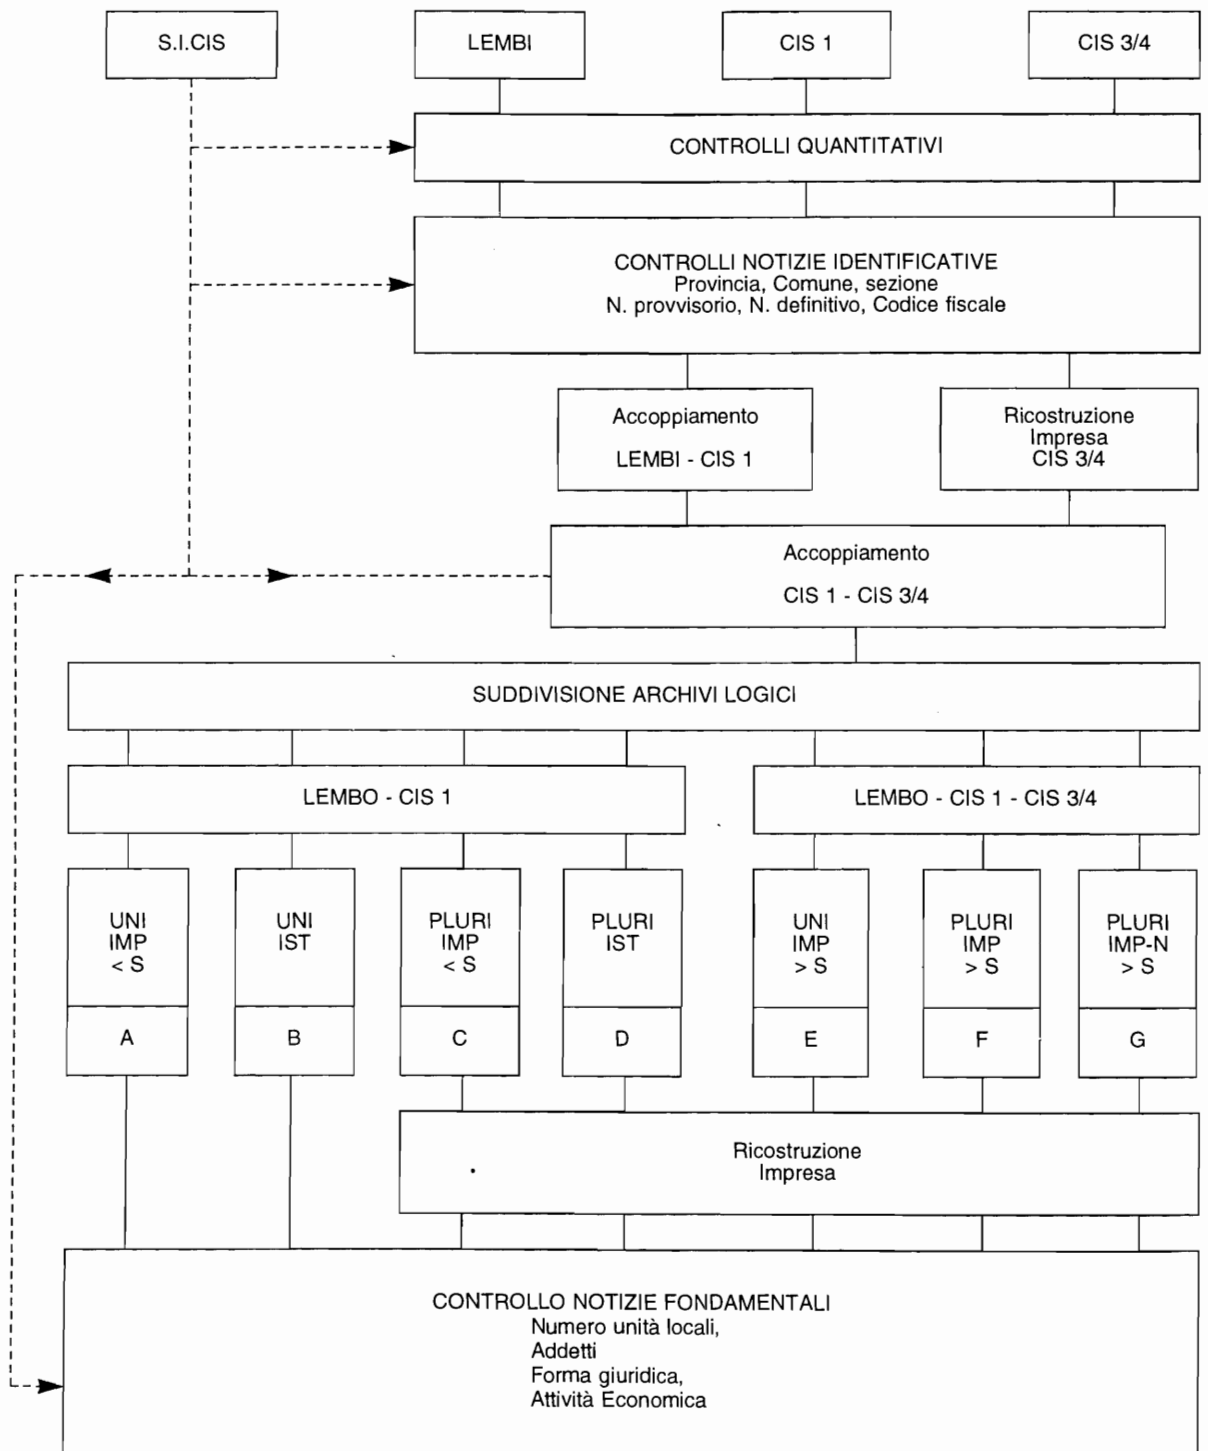 S.I.CIS
LEMBI
CIS 1
CIS 3/4
CONTROLLI QUANTITATIVI
CONTROLLI NOTIZIE IDENTIFICATIVE
Provincia, Comune, sezione
N. provvisorio, N. definitivo, Codice fiscale
Accoppiamento
LEMBI - CIS 1
Ricostruzione
Impresa
CIS 3/4
Accoppiamento
CIS 1 - CIS 3/4
SUDDIVISIONE ARCHIVI LOGICI
LEMBO - CIS 1
LEMBO - CIS 1 - CIS 3/4
UNI
IMP
< S
A
UNI
IST
B
PLURI
IMP
< S
C
PLURI
IST
D
UNI
IMP
> S
E
PLURI
IMP
> S
F
PLURI
IMP-N
> S
G
Ricostruzione
Impresa
CONTROLLO NOTIZIE FONDAMENTALI
Numero unità locali,
Addetti
Forma giuridica,
Attività Economica